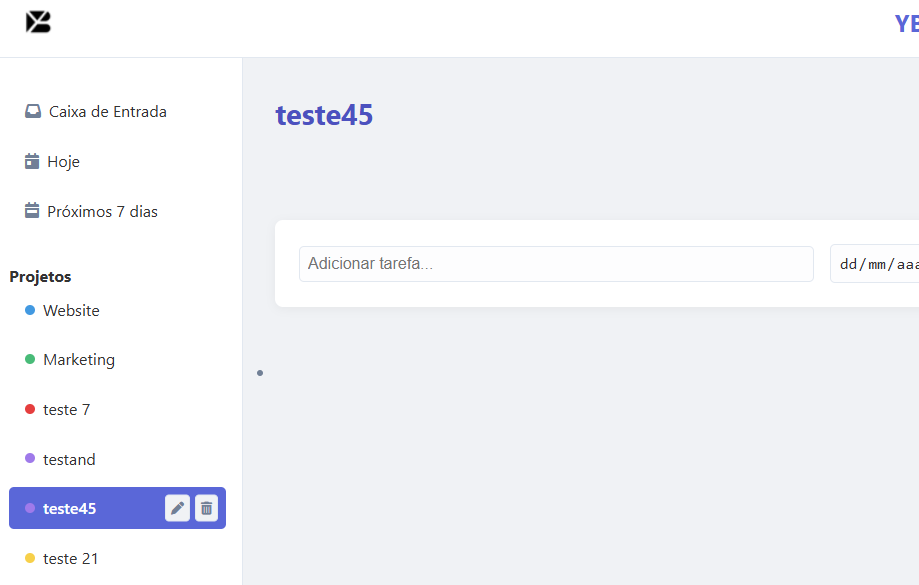 YE
Caixa de Entrada
Hoje
Próximos 7 dias
Projetos
Website
Marketing
teste 7
testand
teste45
teste 21
teste45
Adicionar tarefa...
dd/mm/aaa